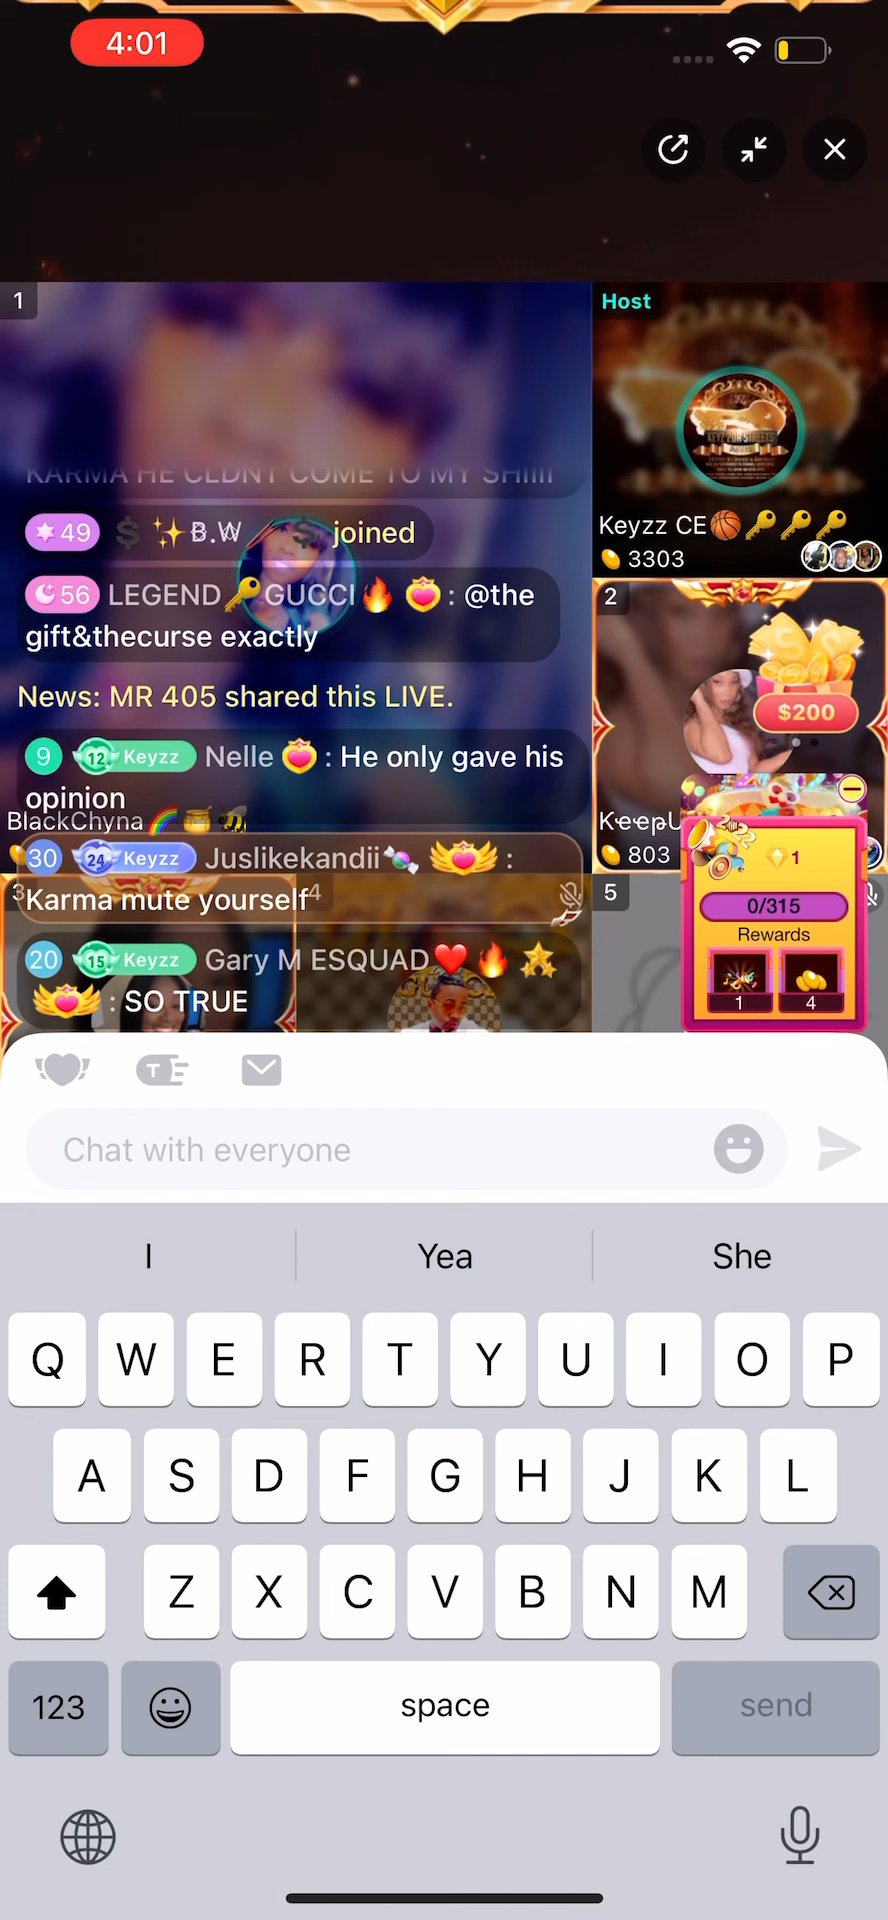 4:01
1
Host
KARMA HE CLDNT COME TO MY SHIIII
49 $ ✨B.W $ joined
Keyzz CE🏀🔑🔑🔑
3303
56 LEGEND🔑GUCCI🔥 : @the
gift&thecurse exactly
2
$200
News: MR 405 shared this LIVE.
9 12 Keyzz Nelle : He only gave his
opinion
BlackChyna🌈🍯🐝
KeepU
803
30 24 Keyzz Juslikekandii🍬 :
Karma mute yourself
3
4
5
1
0/315
Rewards
1 4
20 15 Keyzz Gary M ESQUAD❤️🔥
: SO TRUE
T
Chat with everyone
I Yea She
Q W E R T Y U I O P
A S D F G H J K L
Z X C V B N M
123 space send